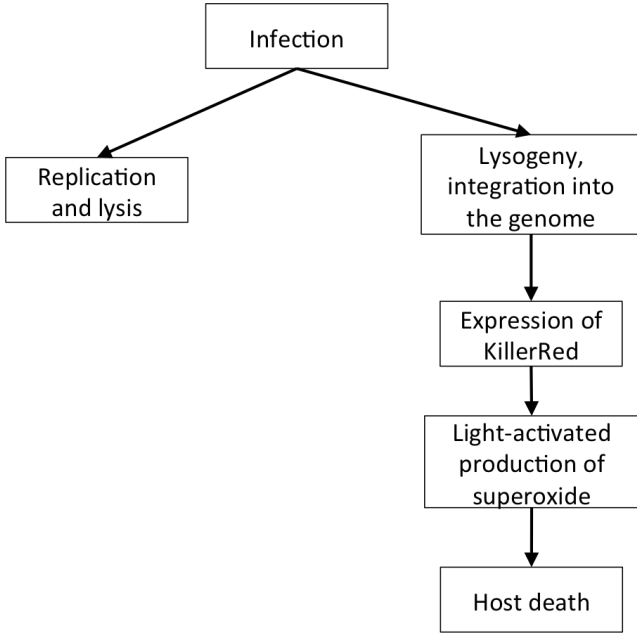 Infection
Replication
and lysis
Lysogeny,
integration into
the genome
Expression of
KillerRed
Light-activated
production of
superoxide
Host death